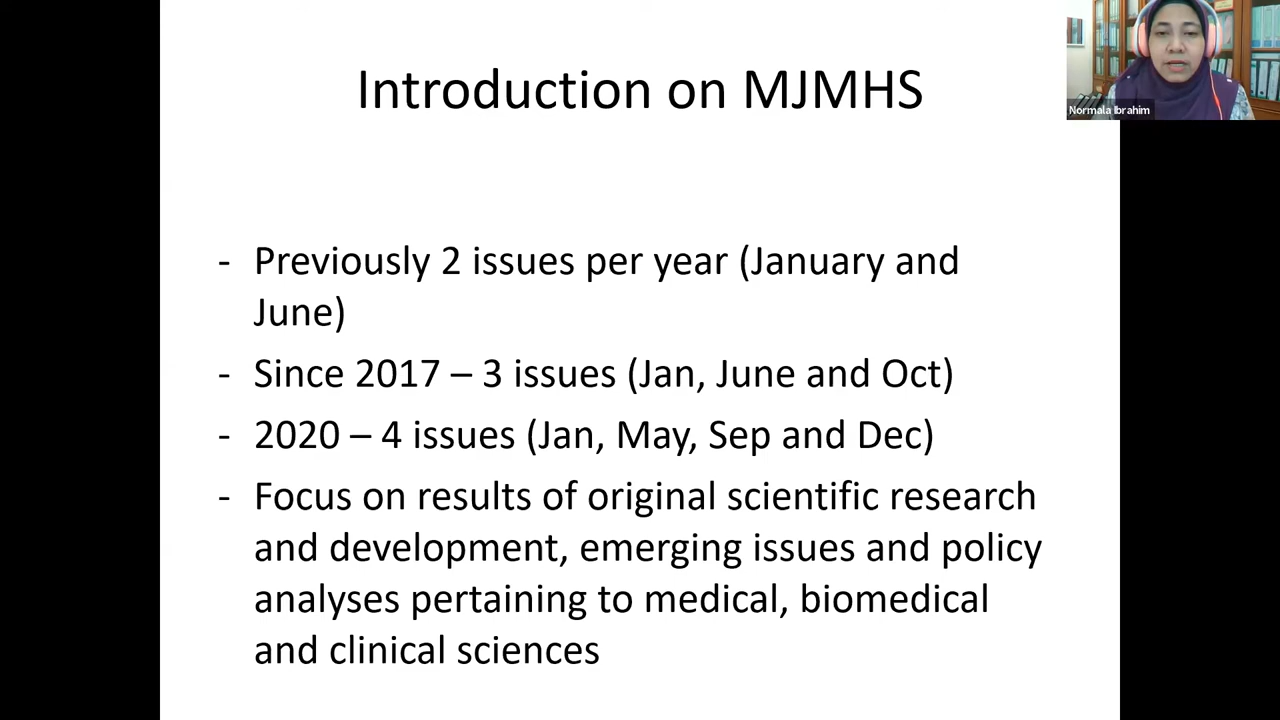 Introduction on MJMHS
Normala Ibrahim
- Previously 2 issues per year (January and
June)
- Since 2017 – 3 issues (Jan, June and Oct)
- 2020 – 4 issues (Jan, May, Sep and Dec)
- Focus on results of original scientific research
and development, emerging issues and policy
analyses pertaining to medical, biomedical
and clinical sciences